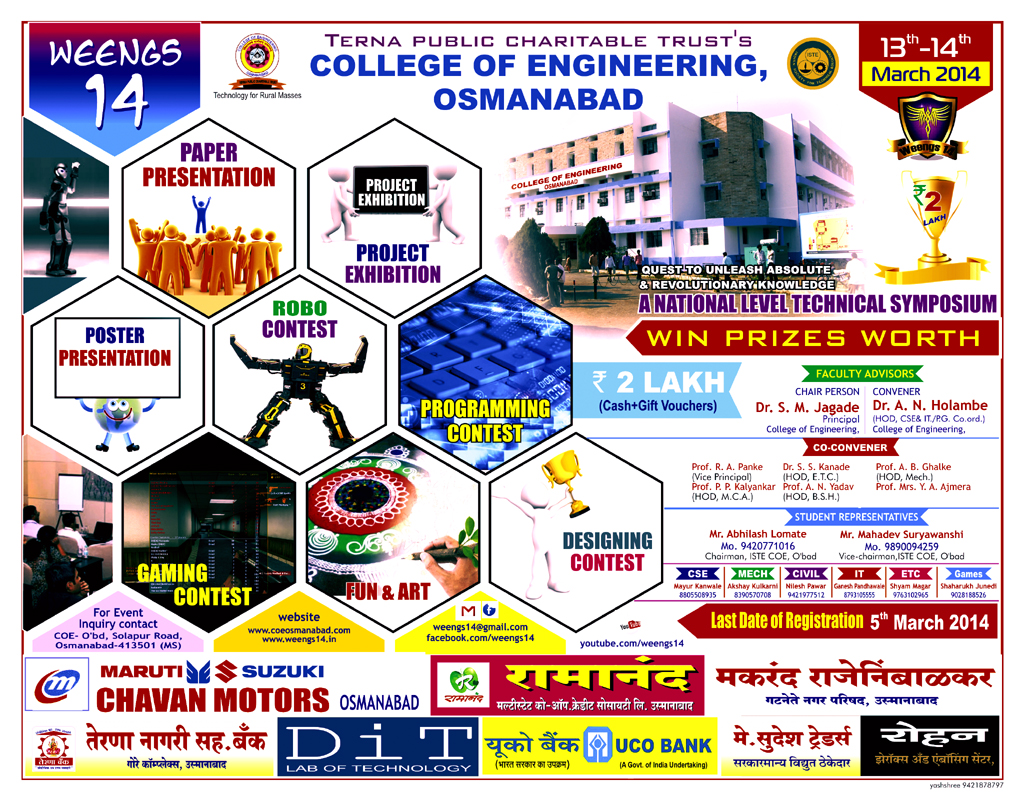 WEENGS
14
Technology for Rural Masses
TERNA PUBLIC CHARITABLE TRUST'S
COLLEGE OF ENGINEERING,
OSMANABAD
ISTE
13th-14th
March 2014
PAPER
PRESENTATION
PROJECT
EXHIBITION
PROJECT
EXHIBITION
COLLEGE OF ENGINEERING
OSMANABAD
₹ 2
LAKH
QUEST TO UNLEASH ABSOLUTE
& REVOLUTIONARY KNOWLEDGE
A NATIONAL LEVEL TECHNICAL SYMPOSIUM
POSTER
PRESENTATION
ROBO
CONTEST
3
PROGRAMMING
CONTEST
WIN PRIZES WORTH
₹ 2 LAKH
(Cash+Gift Vouchers)
FACULTY ADVISORS
CHAIR PERSON
Dr. S. M. Jagade
Principal
College of Engineering,
CONVENER
Dr. A. N. Holambe
(HOD, CSE& IT./P.G. Co.ord.)
College of Engineering,
CO-CONVENER
Prof. R. A. Panke
(Vice Principal)
Prof. P. P. Kalyankar
(HOD, M.C.A.)
Dr. S. S. Kanade
(HOD, E.T.C.)
Prof. A. N. Yadav
(HOD, B.S.H.)
Prof. A. B. Ghalke
(HOD, Mech.)
Prof. Mrs. Y. A. Ajmera
STUDENT REPRESENTATIVES
Mr. Abhilash Lomate
Mo. 9420771016
Chairman, ISTE COE, O'bad
Mr. Mahadev Suryawanshi
Mo. 9890094259
Vice-chairman,ISTE COE, O'bad
CSE
Mayur Kanwale
8805508935
MECH
Akshay Kulkarni
8390570708
CIVIL
Nilesh Pawar
9421977512
IT
Ganesh Pandhawale
8793105555
ETC
Shyam Magar
9763102965
Games
Shaharukh Junedi
9028188526
GAMING
CONTEST
FUN & ART
DESIGNING
CONTEST
Last Date of Registration 5th March 2014
For Event
Inquiry contact
COE- O'bd, Solapur Road,
Osmanabad-413501 (MS)
website
www.coeosmanabad.com
www.weengs.in
weengs14@gmail.com
facebook.com/weengs14
YouTube
youtube.com/weengs14
MARUTI SUZUKI
CHAVAN MOTORS OSMANABAD
रामानंद
रामानंद
मल्टीस्टेट को-ऑप.क्रेडीट सोसायटी लि. उस्मानाबाद
मकरंद राजेनिंबाळकर
गटनेते नगर परिषद, उस्मानाबाद
तेरणा बँक
तेरणा नागरी सह.बँक
गोरे कॉम्प्लेक्स, उस्मानाबाद
DiT
LAB OF TECHNOLOGY
यूको बैंक UCO BANK
(भारत सरकार का उपक्रम) (A Govt. of India Undertaking)
मे.सुदेश ट्रेडर्स
सरकारमान्य विद्युत ठेकेदार
रोहन
झेरॉक्स अँड एंबॉसिंग सेंटर,
yashshree 9421878797